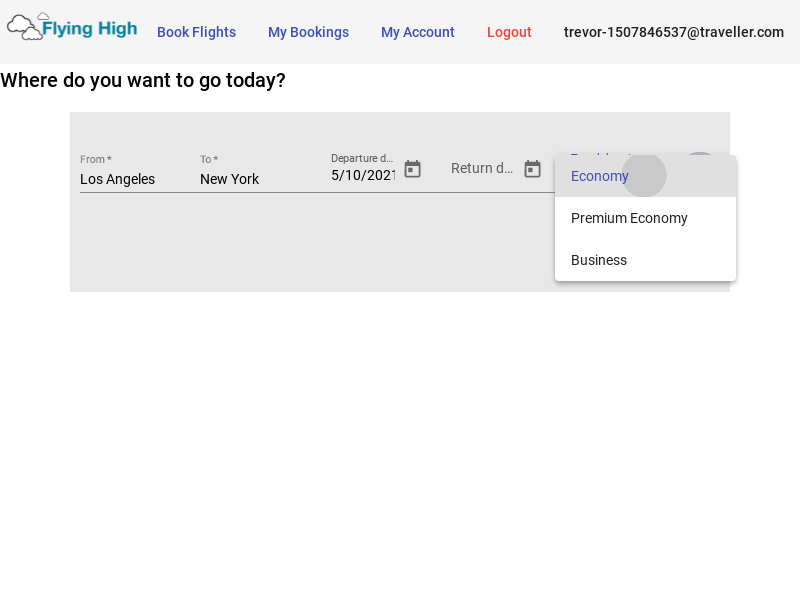 Flying High
Book Flights
My Bookings
My Account
Logout
trevor-1507846537@traveller.com
Where do you want to go today?
From *
To *
Departure d...
Los Angeles
New York
5/10/2021
Return d...
Economy
Premium Economy
Business